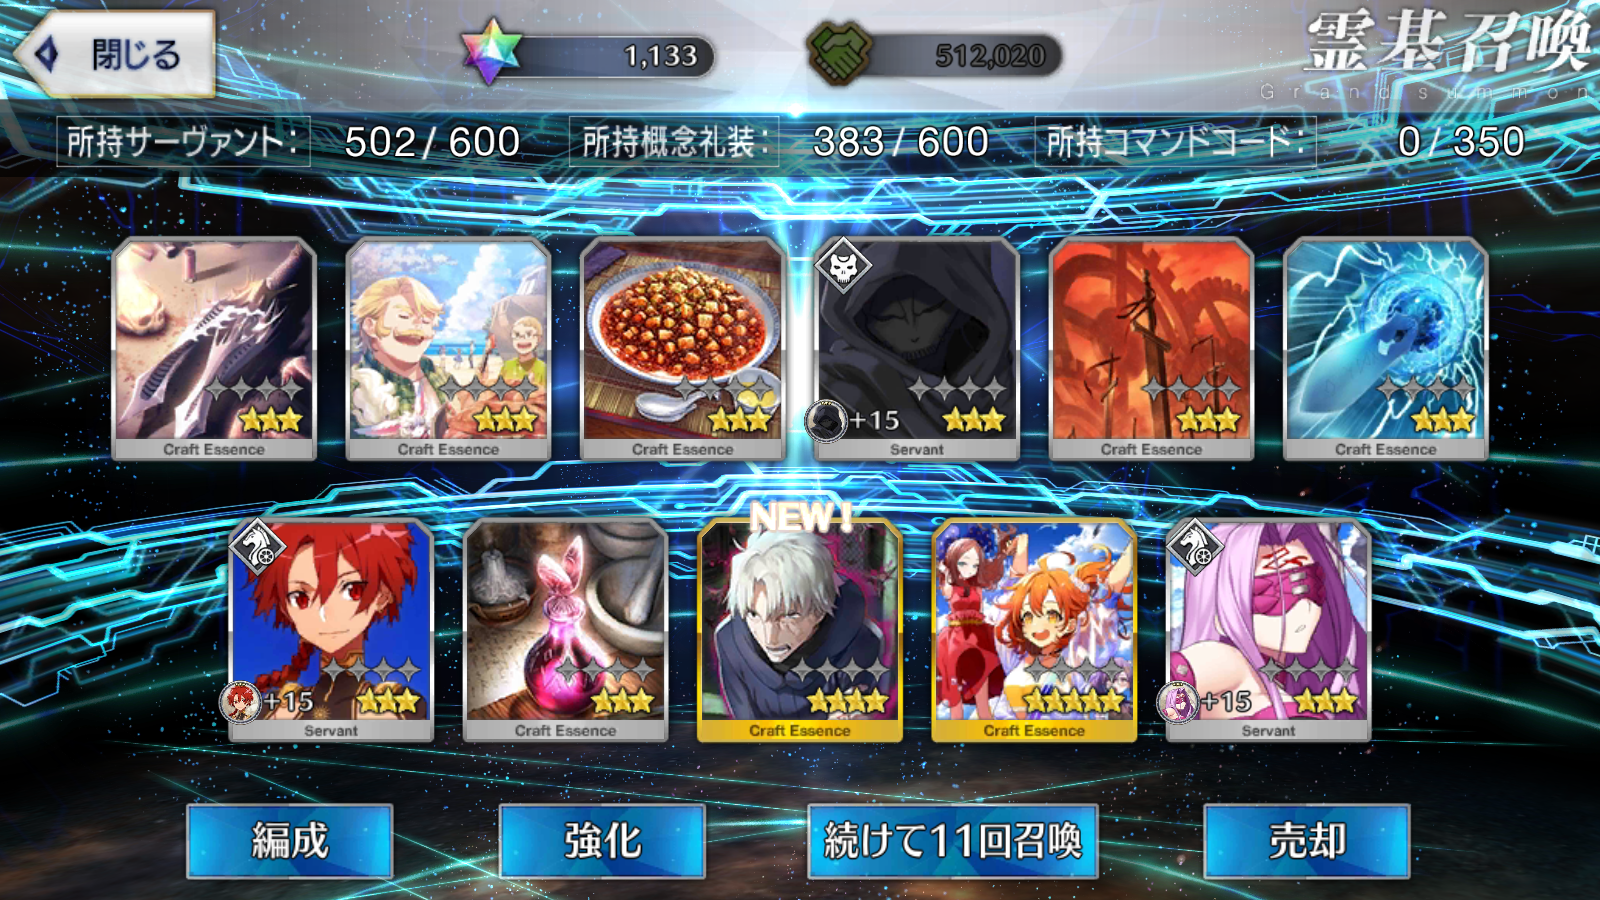 閉じる
1,133
512,020
霊基召喚
Grand summon
所持サーヴァント: 502 / 600
所持概念礼装: 383 / 600
所持コマンドコード: 0 / 350
Craft Essence
Craft Essence
Craft Essence
+15
Servant
Craft Essence
Craft Essence
NEW!
+15
Servant
Craft Essence
Craft Essence
Craft Essence
+15
Servant
編成
強化
続けて11回召喚
売却